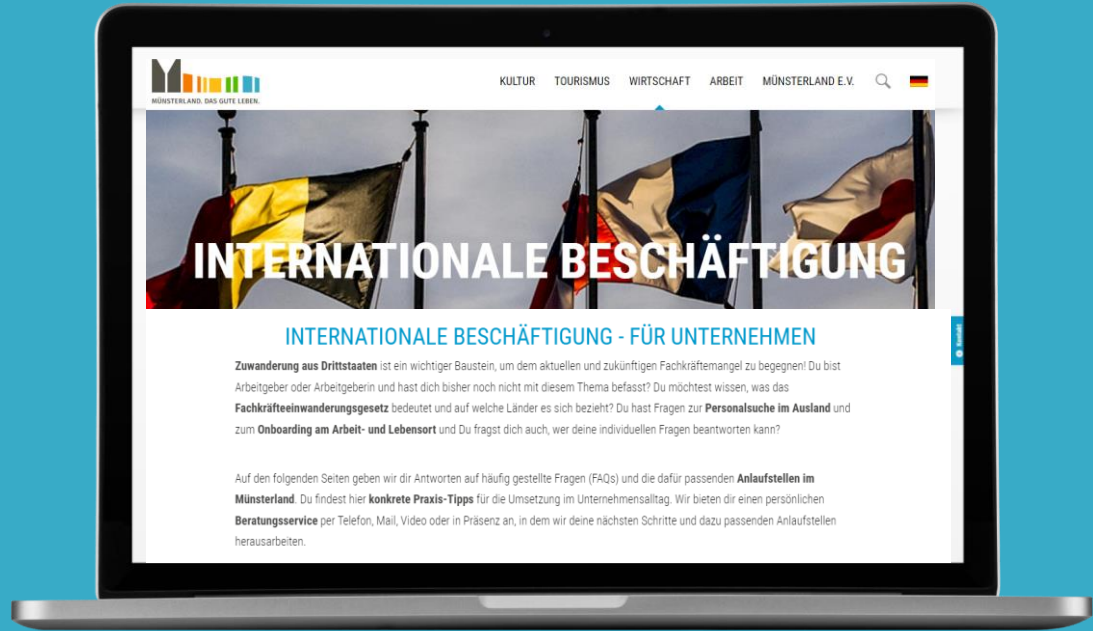 MÜNSTERLAND. DAS GUTE LEBEN.
KULTUR TOURISMUS WIRTSCHAFT ARBEIT MÜNSTERLAND E.V.
INTERNATIONALE BESCHÄFTIGUNG
INTERNATIONALE BESCHÄFTIGUNG - FÜR UNTERNEHMEN
Zuwanderung aus Drittstaaten ist ein wichtiger Baustein, um dem aktuellen und zukünftigen Fachkräftemangel zu begegnen! Du bist
Arbeitgeber oder Arbeitgeberin und hast dich bisher noch nicht mit diesem Thema befasst? Du möchtest wissen, was das
Fachkräfteeinwanderungsgesetz bedeutet und auf welche Länder es sich bezieht? Du hast Fragen zur Personalsuche im Ausland und
zum Onboarding am Arbeit- und Lebensort und Du fragst dich auch, wer deine individuellen Fragen beantworten kann?
Auf den folgenden Seiten geben wir dir Antworten auf häufig gestellte Fragen (FAQs) und die dafür passenden Anlaufstellen im
Münsterland. Du findest hier konkrete Praxis-Tipps für die Umsetzung im Unternehmensalltag. Wir bieten dir einen persönlichen
Beratungsservice per Telefon, Mail, Video oder in Präsenz an, in dem wir deine nächsten Schritte und dazu passenden Anlaufstellen
herausarbeiten.
Kontakt